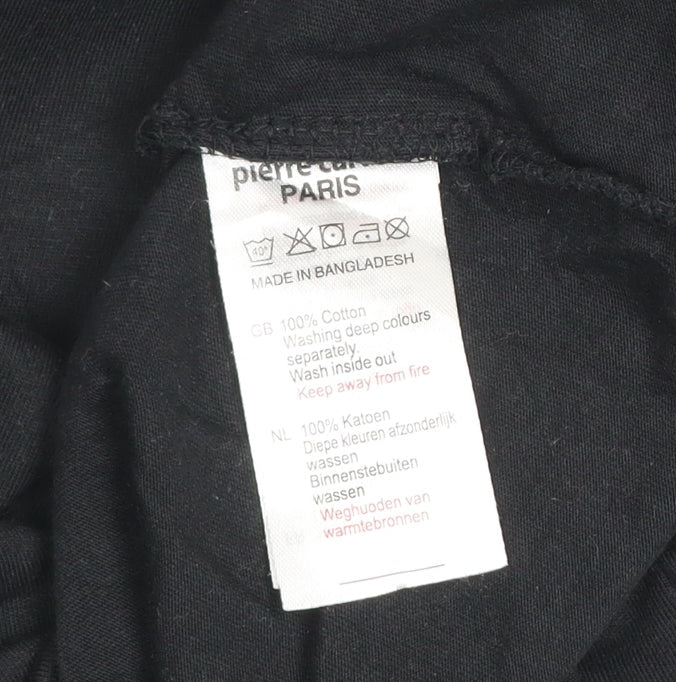 pierre
PARIS
40°
MADE IN BANGLADESH
GB 100% Cotton
Washing deep colours
separately.
Wash inside out
Keep away from fire
NL 100% Katoen
Diepe kleuren afzonderlijk
wassen
Binnenstebuiten
wassen
Weghuoden van
warmtebronnen